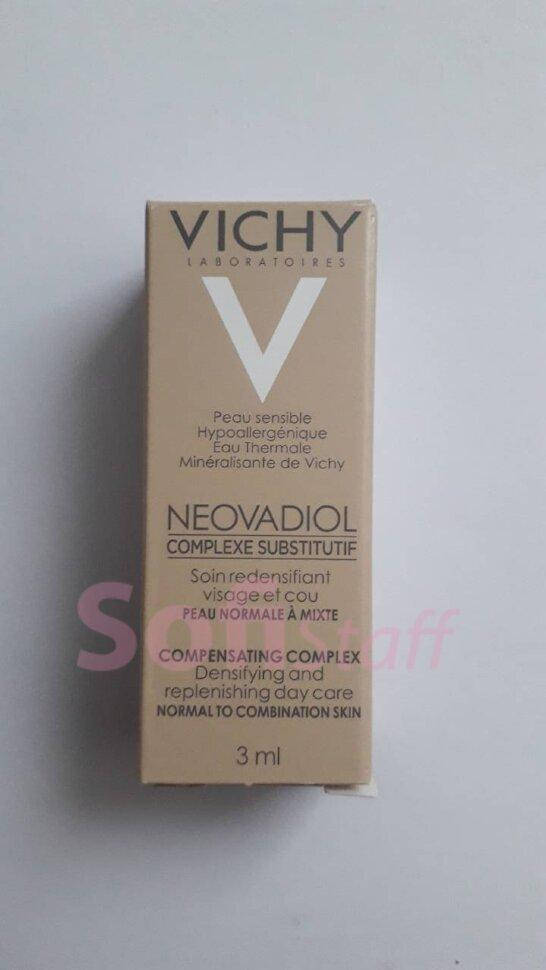 VICHY
LABORATOIRES
V
Peau sensible
Hypoallergénique
Eau Thermale
Minéralisante de Vichy
NEOVADIOL
COMPLEXE SUBSTITUTIF
Soin redensifiant
visage et cou
PEAU NORMALE À MIXTE
Sofistaff
COMPENSATING COMPLEX
Densifying and
replenishing day care
NORMAL TO COMBINATION SKIN
3 ml